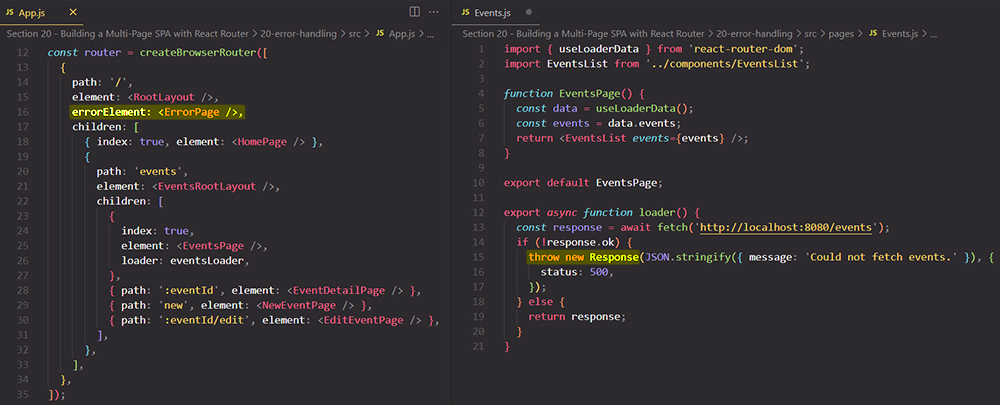 JS App.js ×
Section 20 - Building a Multi-Page SPA with React Router > 20-error-handling > src > JS App.js > ...
12 const router = createBrowserRouter([
13 {
14 path: '/',
15 element: <RootLayout />,
16 errorElement: <ErrorPage />,
17 children: [
18 { index: true, element: <HomePage /> },
19 {
20 path: 'events',
21 element: <EventsRootLayout />,
22 children: [
23 {
24 index: true,
25 element: <EventsPage />,
26 loader: eventsLoader,
27 },
28 { path: ':eventId', element: <EventDetailPage /> },
29 { path: 'new', element: <NewEventPage /> },
30 { path: ':eventId/edit', element: <EditEventPage /> },
31 ],
32 },
33 ],
34 },
35 ]);
JS Events.js ●
Section 20 - Building a Multi-Page SPA with React Router > 20-error-handling > src > pages > JS Events.js > ...
1 import { useLoaderData } from 'react-router-dom';
2 import EventsList from '../components/EventsList';
3
4 function EventsPage() {
5 const data = useLoaderData();
6 const events = data.events;
7 return <EventsList events={events} />;
8 }
9
10 export default EventsPage;
11
12 export async function loader() {
13 const response = await fetch('http://localhost:8080/events');
14 if (!response.ok) {
15 throw new Response(JSON.stringify({ message: 'Could not fetch events.' }), {
16 status: 500,
17 });
18 } else {
19 return response;
20 }
21 }